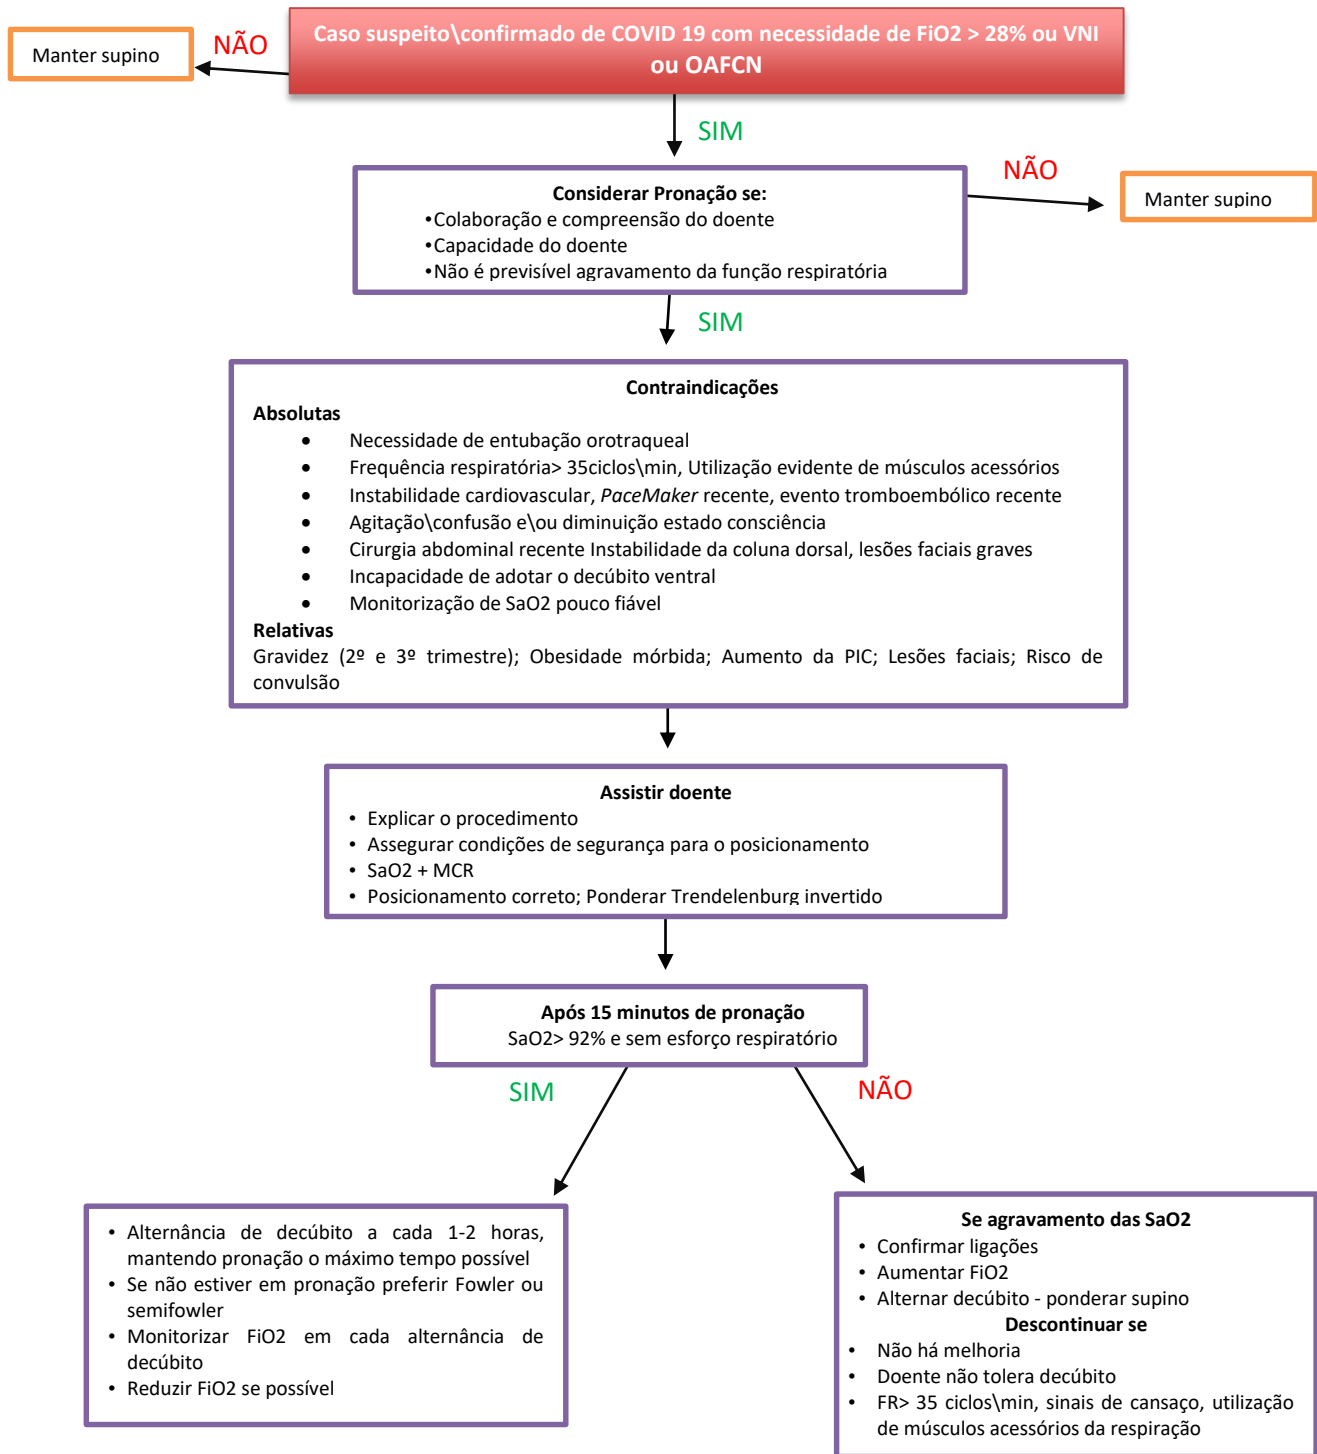 Caso suspeito\confirmado de COVID 19 com necessidade de FiO2 > 28% ou VNI
ou OAFCN
NÃO
Manter supino
SIM
Considerar Pronação se:
•Colaboração e compreensão do doente
•Capacidade do doente
•Não é previsível agravamento da função respiratória
NÃO
Manter supino
SIM
Contraindicações
Absolutas
• Necessidade de entubação orotraqueal
• Frequência respiratória> 35ciclos\min, Utilização evidente de músculos acessórios
• Instabilidade cardiovascular, PaceMaker recente, evento tromboembólico recente
• Agitação\confusão e\ou diminuição estado consciência
• Cirurgia abdominal recente Instabilidade da coluna dorsal, lesões faciais graves
• Incapacidade de adotar o decúbito ventral
• Monitorização de SaO2 pouco fiável
Relativas
Gravidez (2º e 3º trimestre); Obesidade mórbida; Aumento da PIC; Lesões faciais; Risco de
convulsão
Assistir doente
• Explicar o procedimento
• Assegurar condições de segurança para o posicionamento
• SaO2 + MCR
• Posicionamento correto; Ponderar Trendelenburg invertido
Após 15 minutos de pronação
SaO2> 92% e sem esforço respiratório
SIM
NÃO
• Alternância de decúbito a cada 1-2 horas,
mantendo pronação o máximo tempo possível
• Se não estiver em pronação preferir Fowler ou
semifowler
• Monitorizar FiO2 em cada alternância de
decúbito
• Reduzir FiO2 se possível
Se agravamento das SaO2
• Confirmar ligações
• Aumentar FiO2
• Alternar decúbito - ponderar supino
Descontinuar se
• Não há melhoria
• Doente não tolera decúbito
• FR> 35 ciclos\min, sinais de cansaço, utilização
de músculos acessórios da respiração